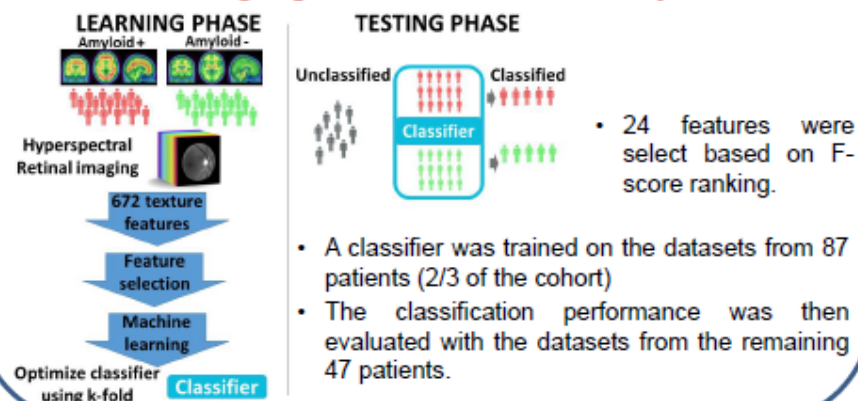 LEARNING PHASE
Amyloid+ Amyloid-
Hyperspectral
Retinal imaging
672 texture
features
Feature
selection
Machine
learning
Optimize classifier
using k-fold
Classifier
TESTING PHASE
Unclassified
Classified
Classifier
• 24 features were
select based on F-
score ranking.
• A classifier was trained on the datasets from 87
patients (2/3 of the cohort)
• The classification performance was then
evaluated with the datasets from the remaining
47 patients.